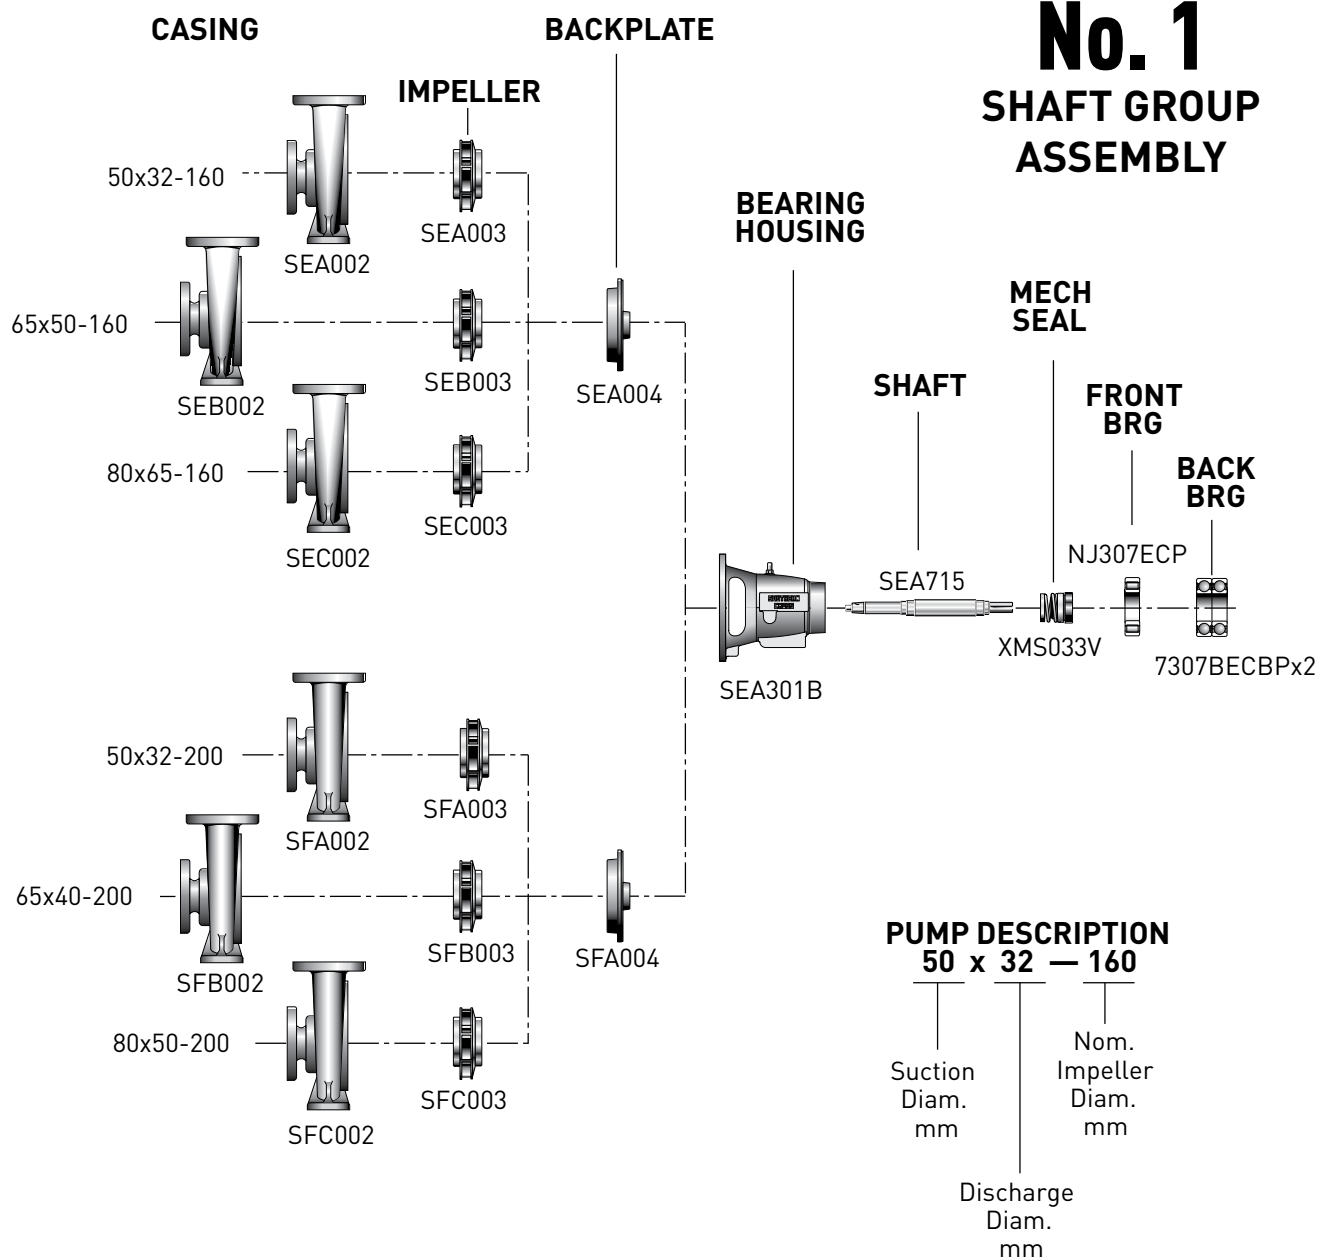 CASING
BACKPLATE
No. 1
SHAFT GROUP
ASSEMBLY
IMPELLER
50x32-160
SEA002
SEA003
65x50-160
SEB002
SEB003
SEA004
80x65-160
SEC002
SEC003
BEARING
HOUSING
SEA301B
SHAFT
SEA715
MECH
SEAL
XMS033V
FRONT
BRG
NJ307ECP
BACK
BRG
7307BECBPx2
50x32-200
SFA002
SFA003
65x40-200
SFB002
SFB003
SFA004
80x50-200
SFC002
SFC003
PUMP DESCRIPTION
50 x 32 — 160
Suction
Diam.
mm
Discharge
Diam.
mm
Nom.
Impeller
Diam.
mm